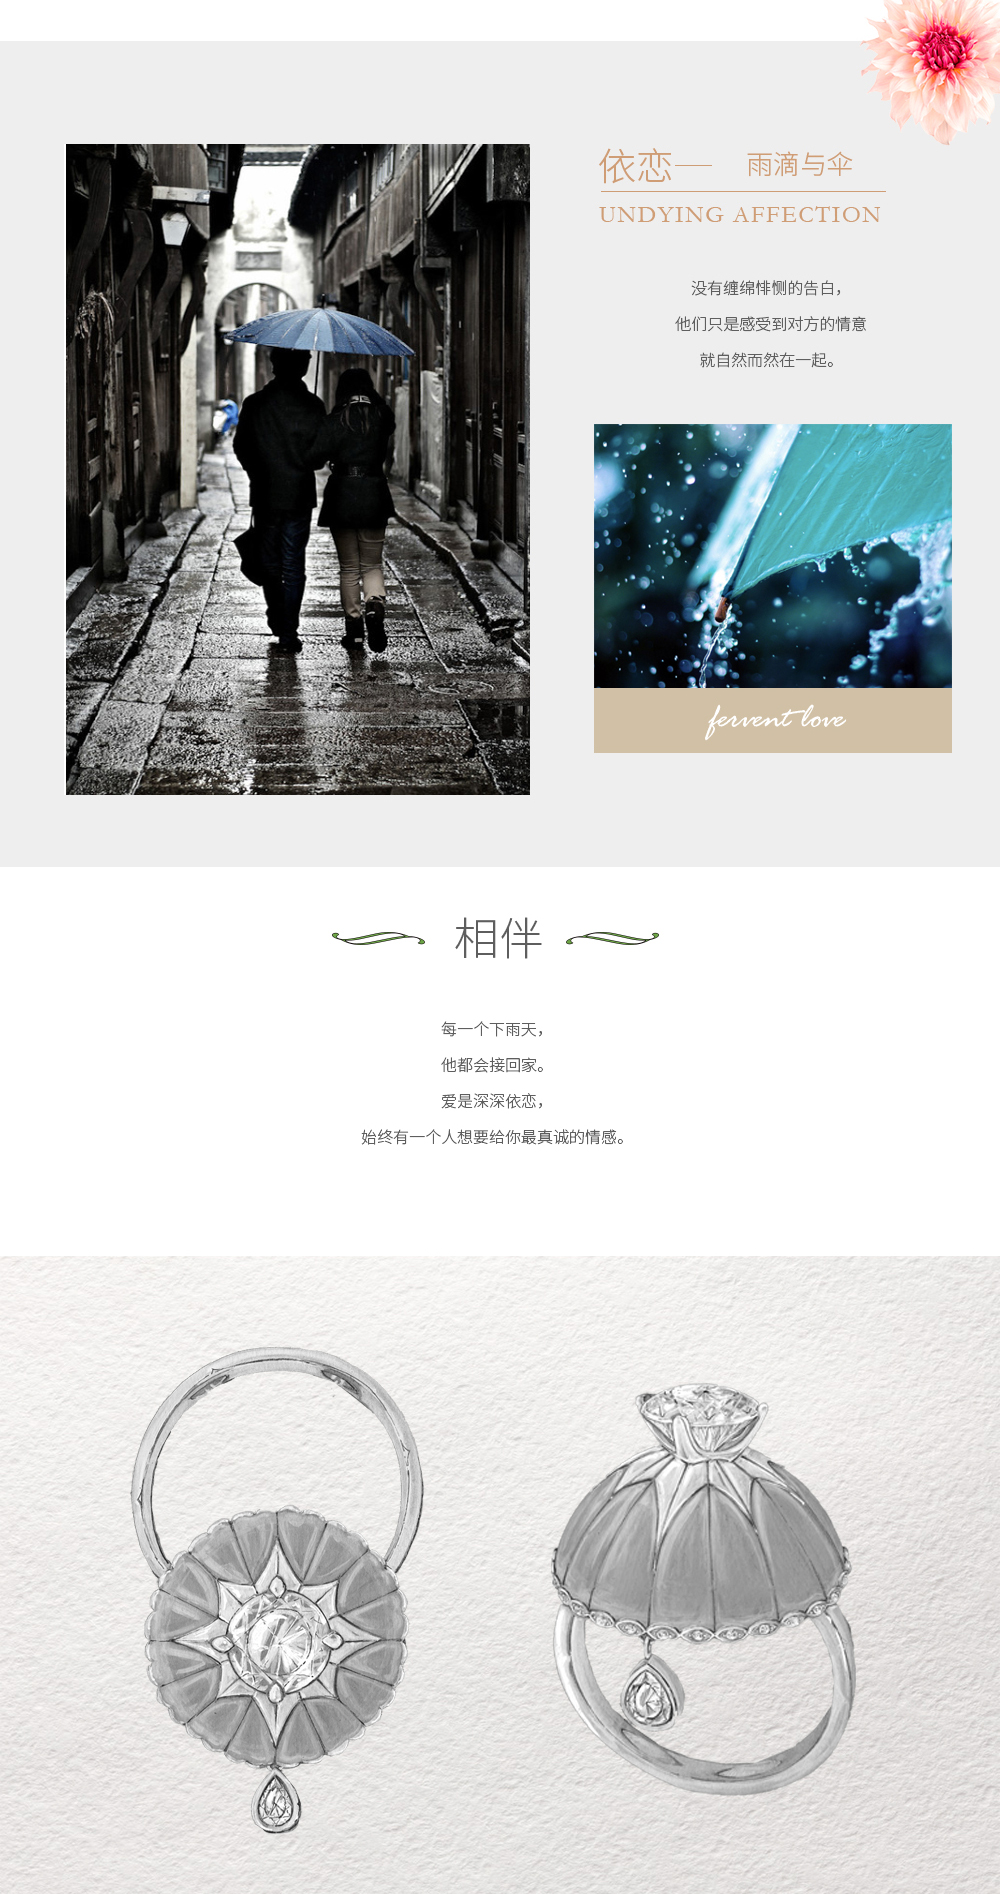 依恋—— 雨滴与伞
UNDYING AFFECTION
没有缠绵悱恻的告白，
他们只是感受到对方的情意
就自然而然在一起。
fervent love
相伴
每一个下雨天，
他都会接回家。
爱是深深依恋，
始终有一个人想要给你最真诚的情感。